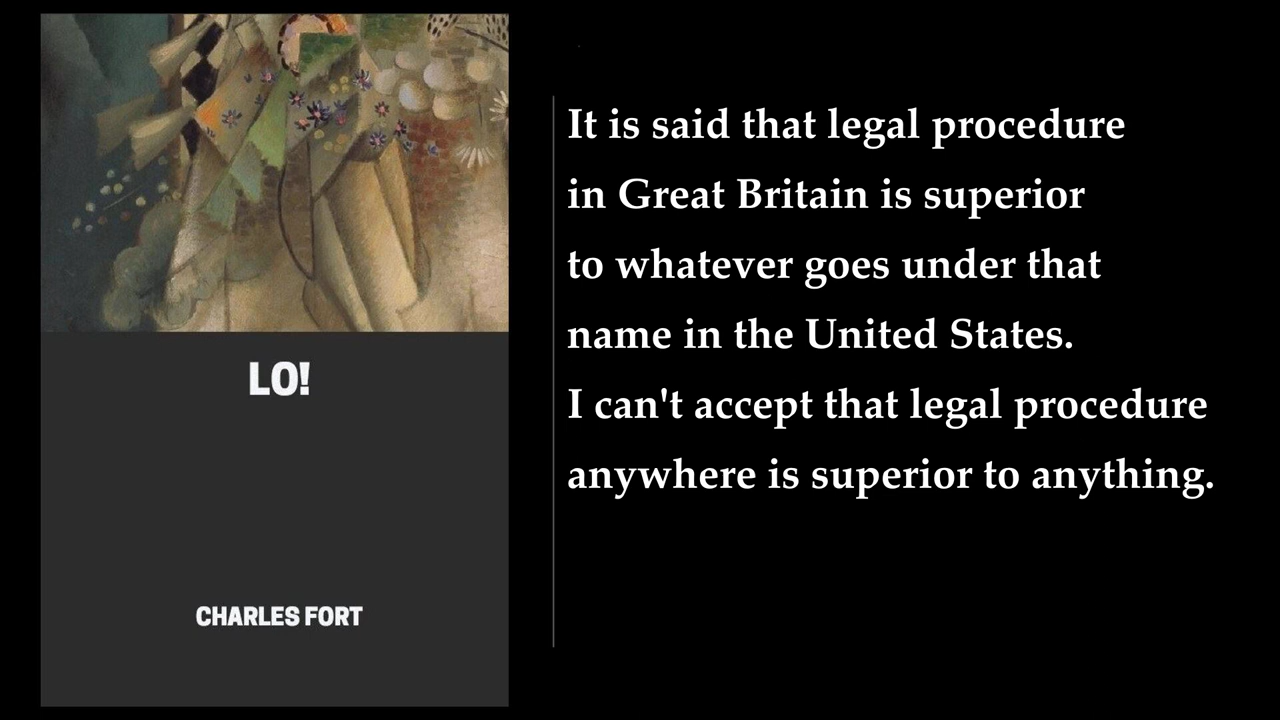 LO!
CHARLES FORT
It is said that legal procedure
in Great Britain is superior
to whatever goes under that
name in the United States.
I can't accept that legal procedure
anywhere is superior to anything.